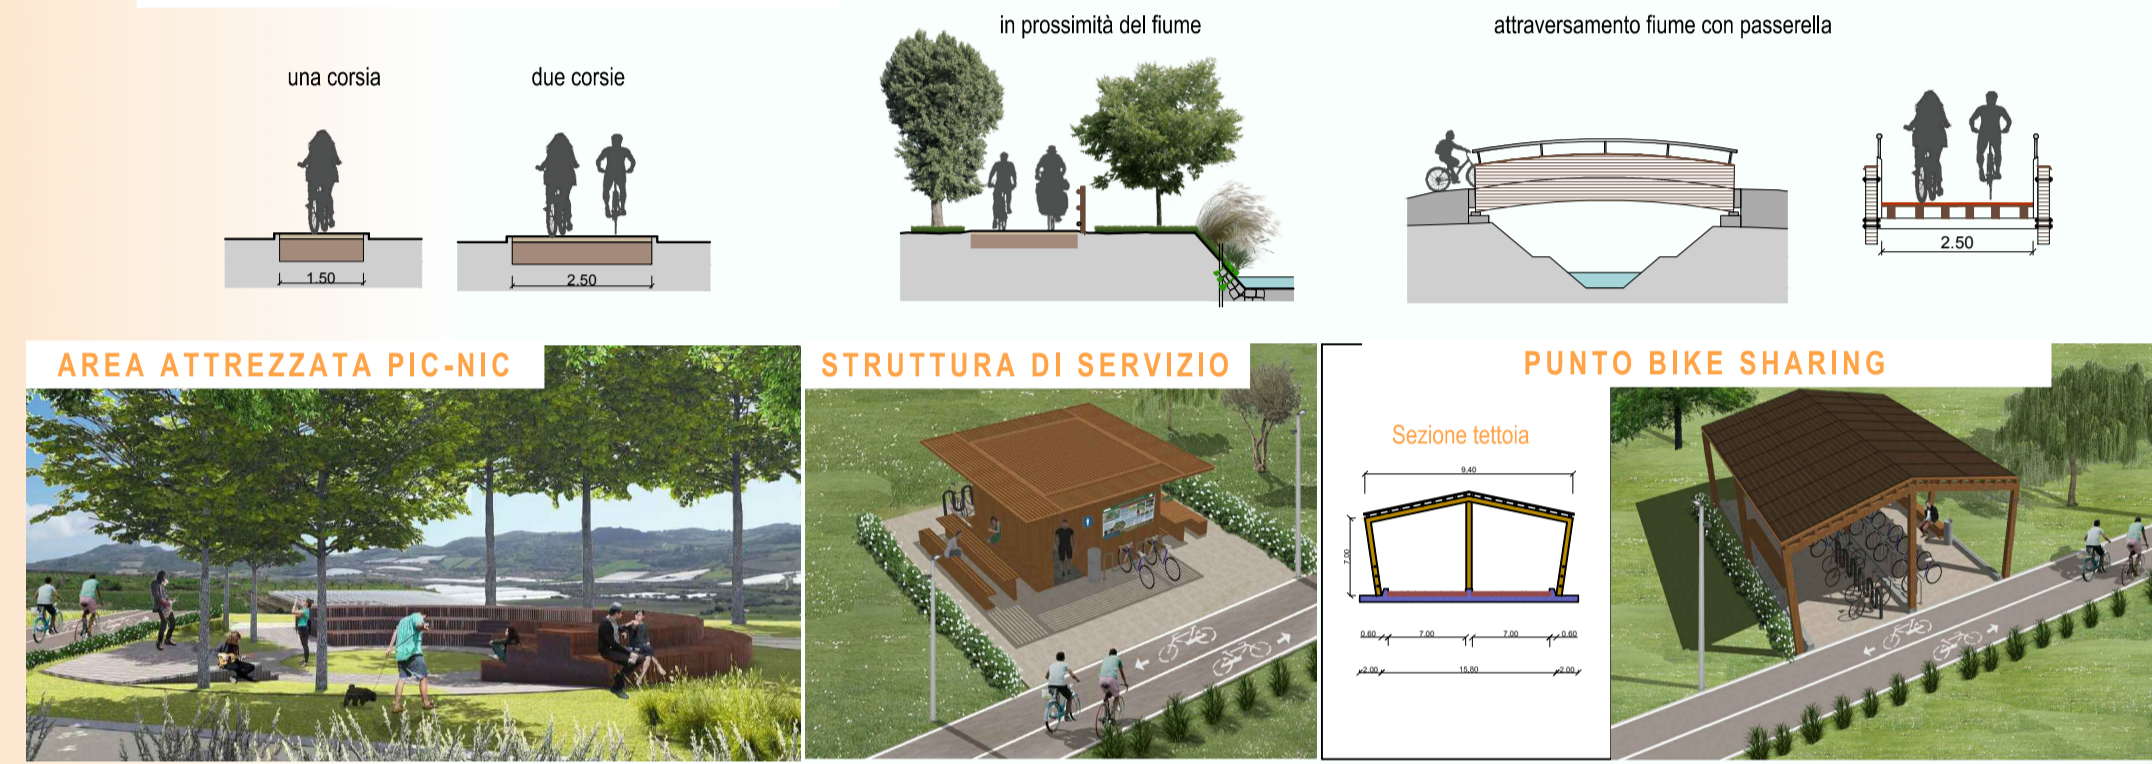 in prossimità del fiume
attraversamento fiume con passerella
una corsia
due corsie
1.50
2.50
2.50
AREA ATTREZZATA PIC-NIC
STRUTTURA DI SERVIZIO
PUNTO BIKE SHARING
Sezione tettoia
9,40
7,00
0.60
7.00
7.00
0.60
2.00
15,80
2.00